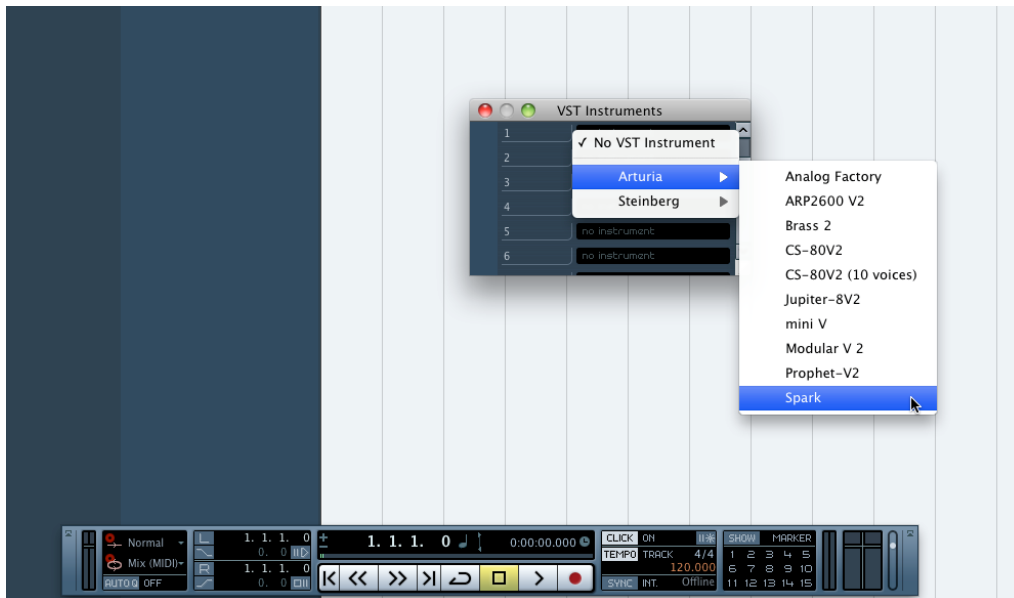 VST Instruments
1
✓ No VST Instrument
2
Arturia
3
Steinberg
4
5 no instrument
6 no instrument
Analog Factory
ARP2600 V2
Brass 2
CS-80V2
CS-80V2 (10 voices)
Jupiter-8V2
mini V
Modular V 2
Prophet-V2
Spark
Normal
Mix (MIDI)
AUTO Q OFF
L 1. 1. 1. 0
0. 0
R 1. 1. 1. 0
0. 0
1. 1. 1. 0
0:00:00.000
CLICK ON
TEMPO TRACK 4/4
120.000
SYNC INT. Offline
SHOW MARKER
1 2 3 4 5
6 7 8 9 10
11 12 13 14 15